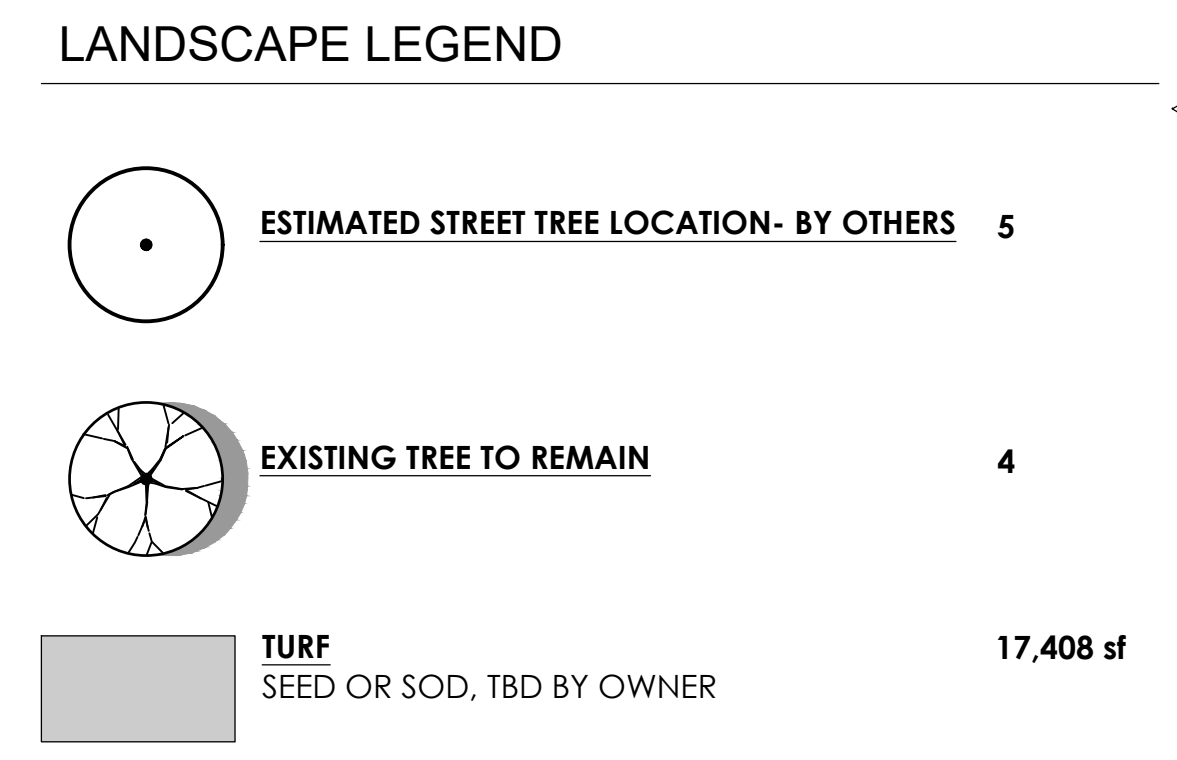 LANDSCAPE LEGEND
<
ESTIMATED STREET TREE LOCATION- BY OTHERS 5
EXISTING TREE TO REMAIN 4
TURF 17,408 sf
SEED OR SOD, TBD BY OWNER